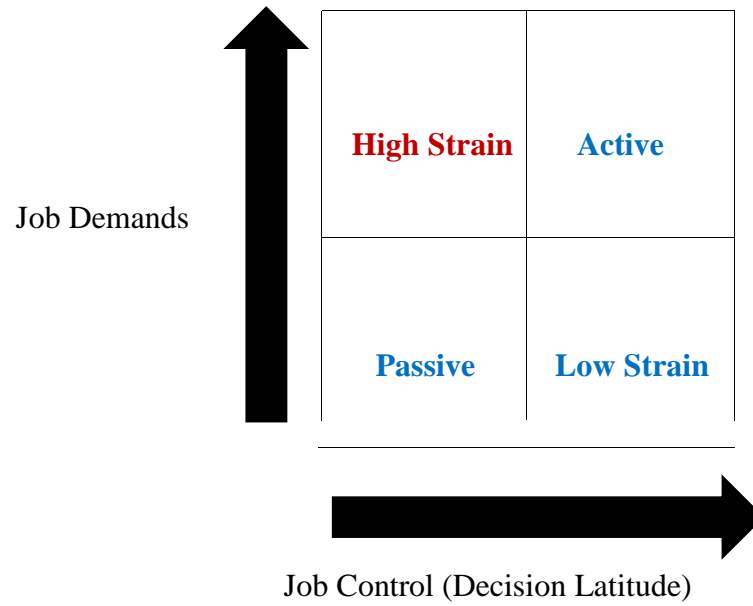 High Strain Active
Job Demands
Passive Low Strain
Job Control (Decision Latitude)